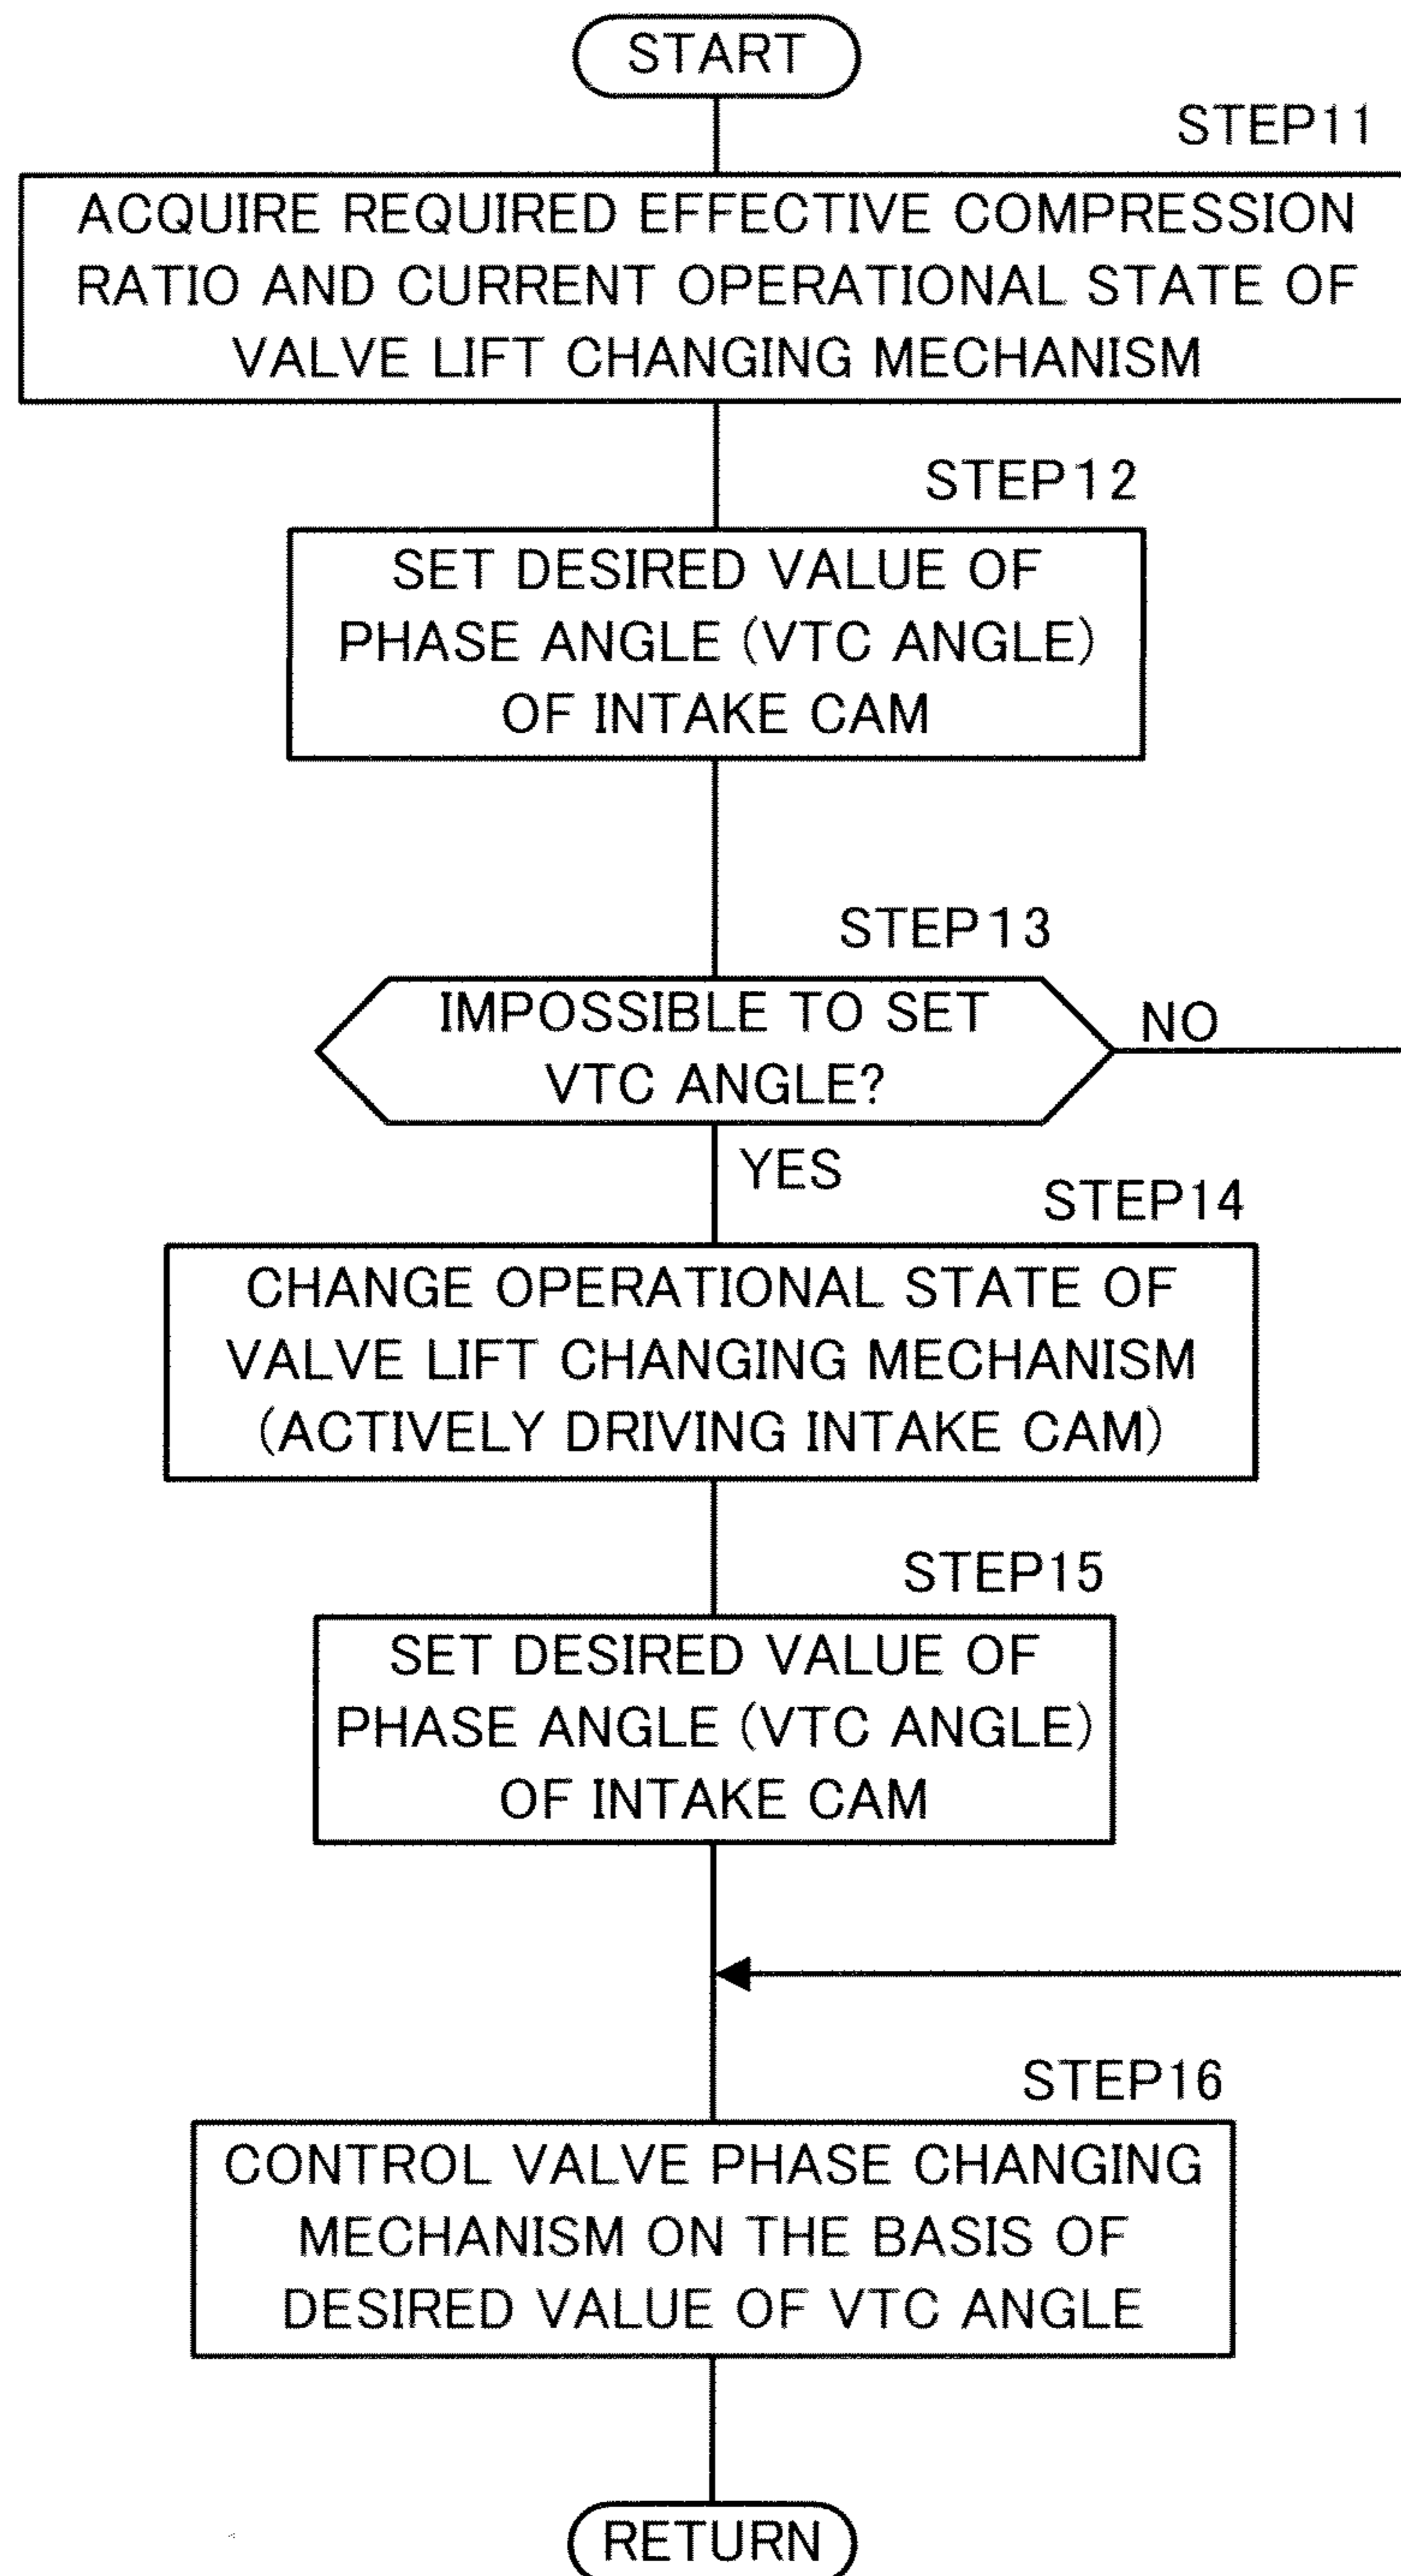 START
STEP11
ACQUIRE REQUIRED EFFECTIVE COMPRESSION
RATIO AND CURRENT OPERATIONAL STATE OF
VALVE LIFT CHANGING MECHANISM
STEP12
SET DESIRED VALUE OF
PHASE ANGLE (VTC ANGLE)
OF INTAKE CAM
STEP13
IMPOSSIBLE TO SET
VTC ANGLE?
NO
YES
STEP14
CHANGE OPERATIONAL STATE OF
VALVE LIFT CHANGING MECHANISM
(ACTIVELY DRIVING INTAKE CAM)
STEP15
SET DESIRED VALUE OF
PHASE ANGLE (VTC ANGLE)
OF INTAKE CAM
STEP16
CONTROL VALVE PHASE CHANGING
MECHANISM ON THE BASIS OF
DESIRED VALUE OF VTC ANGLE
RETURN